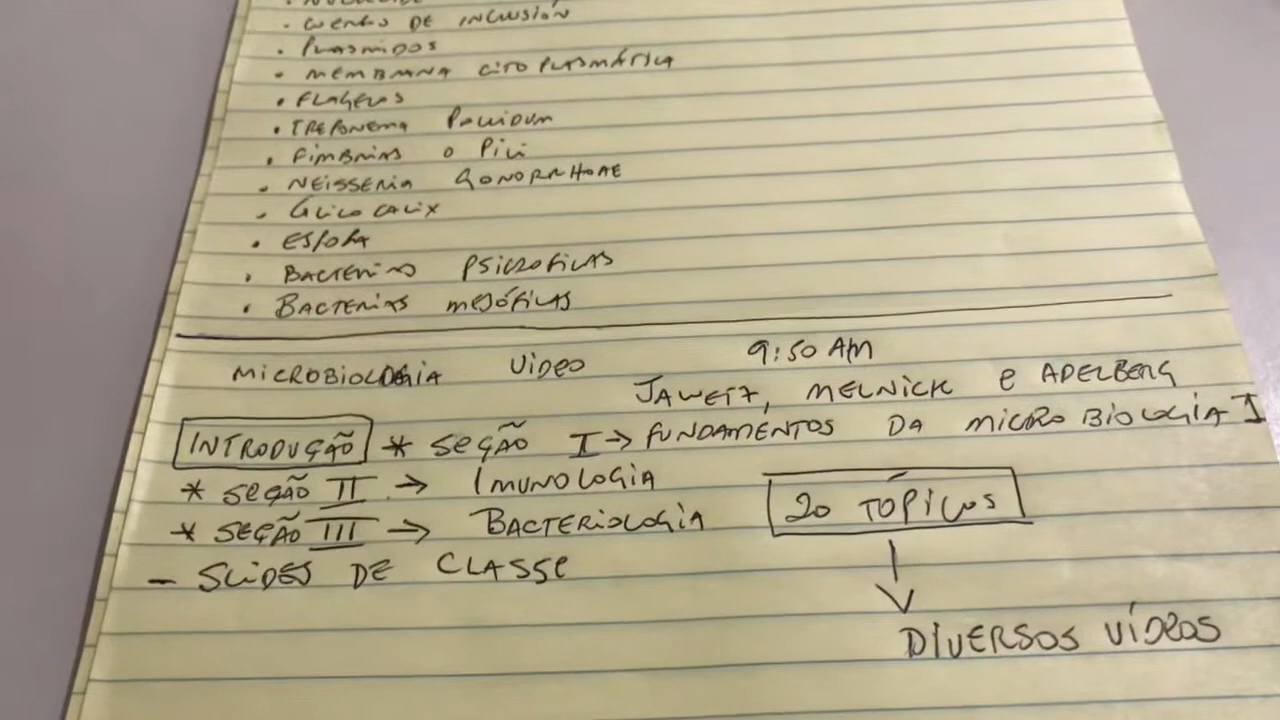 • CUERPOS DE INCLUSIÓN
• PLASMIDOS
• MEMBRANA CITOPLASMÁTICA
• FLAGELOS
• TREPONEMA PALLIDUM
• FIMBRIAS O PILI
• NEISSERIA GONORRHOAE
• GLICOCALIX
• ESPORA
• BACTERIAS PSICROFILAS
• BACTERIAS MESÓFILAS
MICROBIOLOGIA VIDEO 9:50 AM
JAWETZ, MELNICK e ADELBERG
INTRODUÇÃO * SEÇÃO I → FUNDAMENTOS DA MICROBIOLOGIA I
* SEÇÃO II → IMUNOLOGIA
20 TÓPICOS
* SEÇÃO III → BACTERIOLOGIA
- SLIDES DE CLASSE
DIVERSOS VÍDEOS